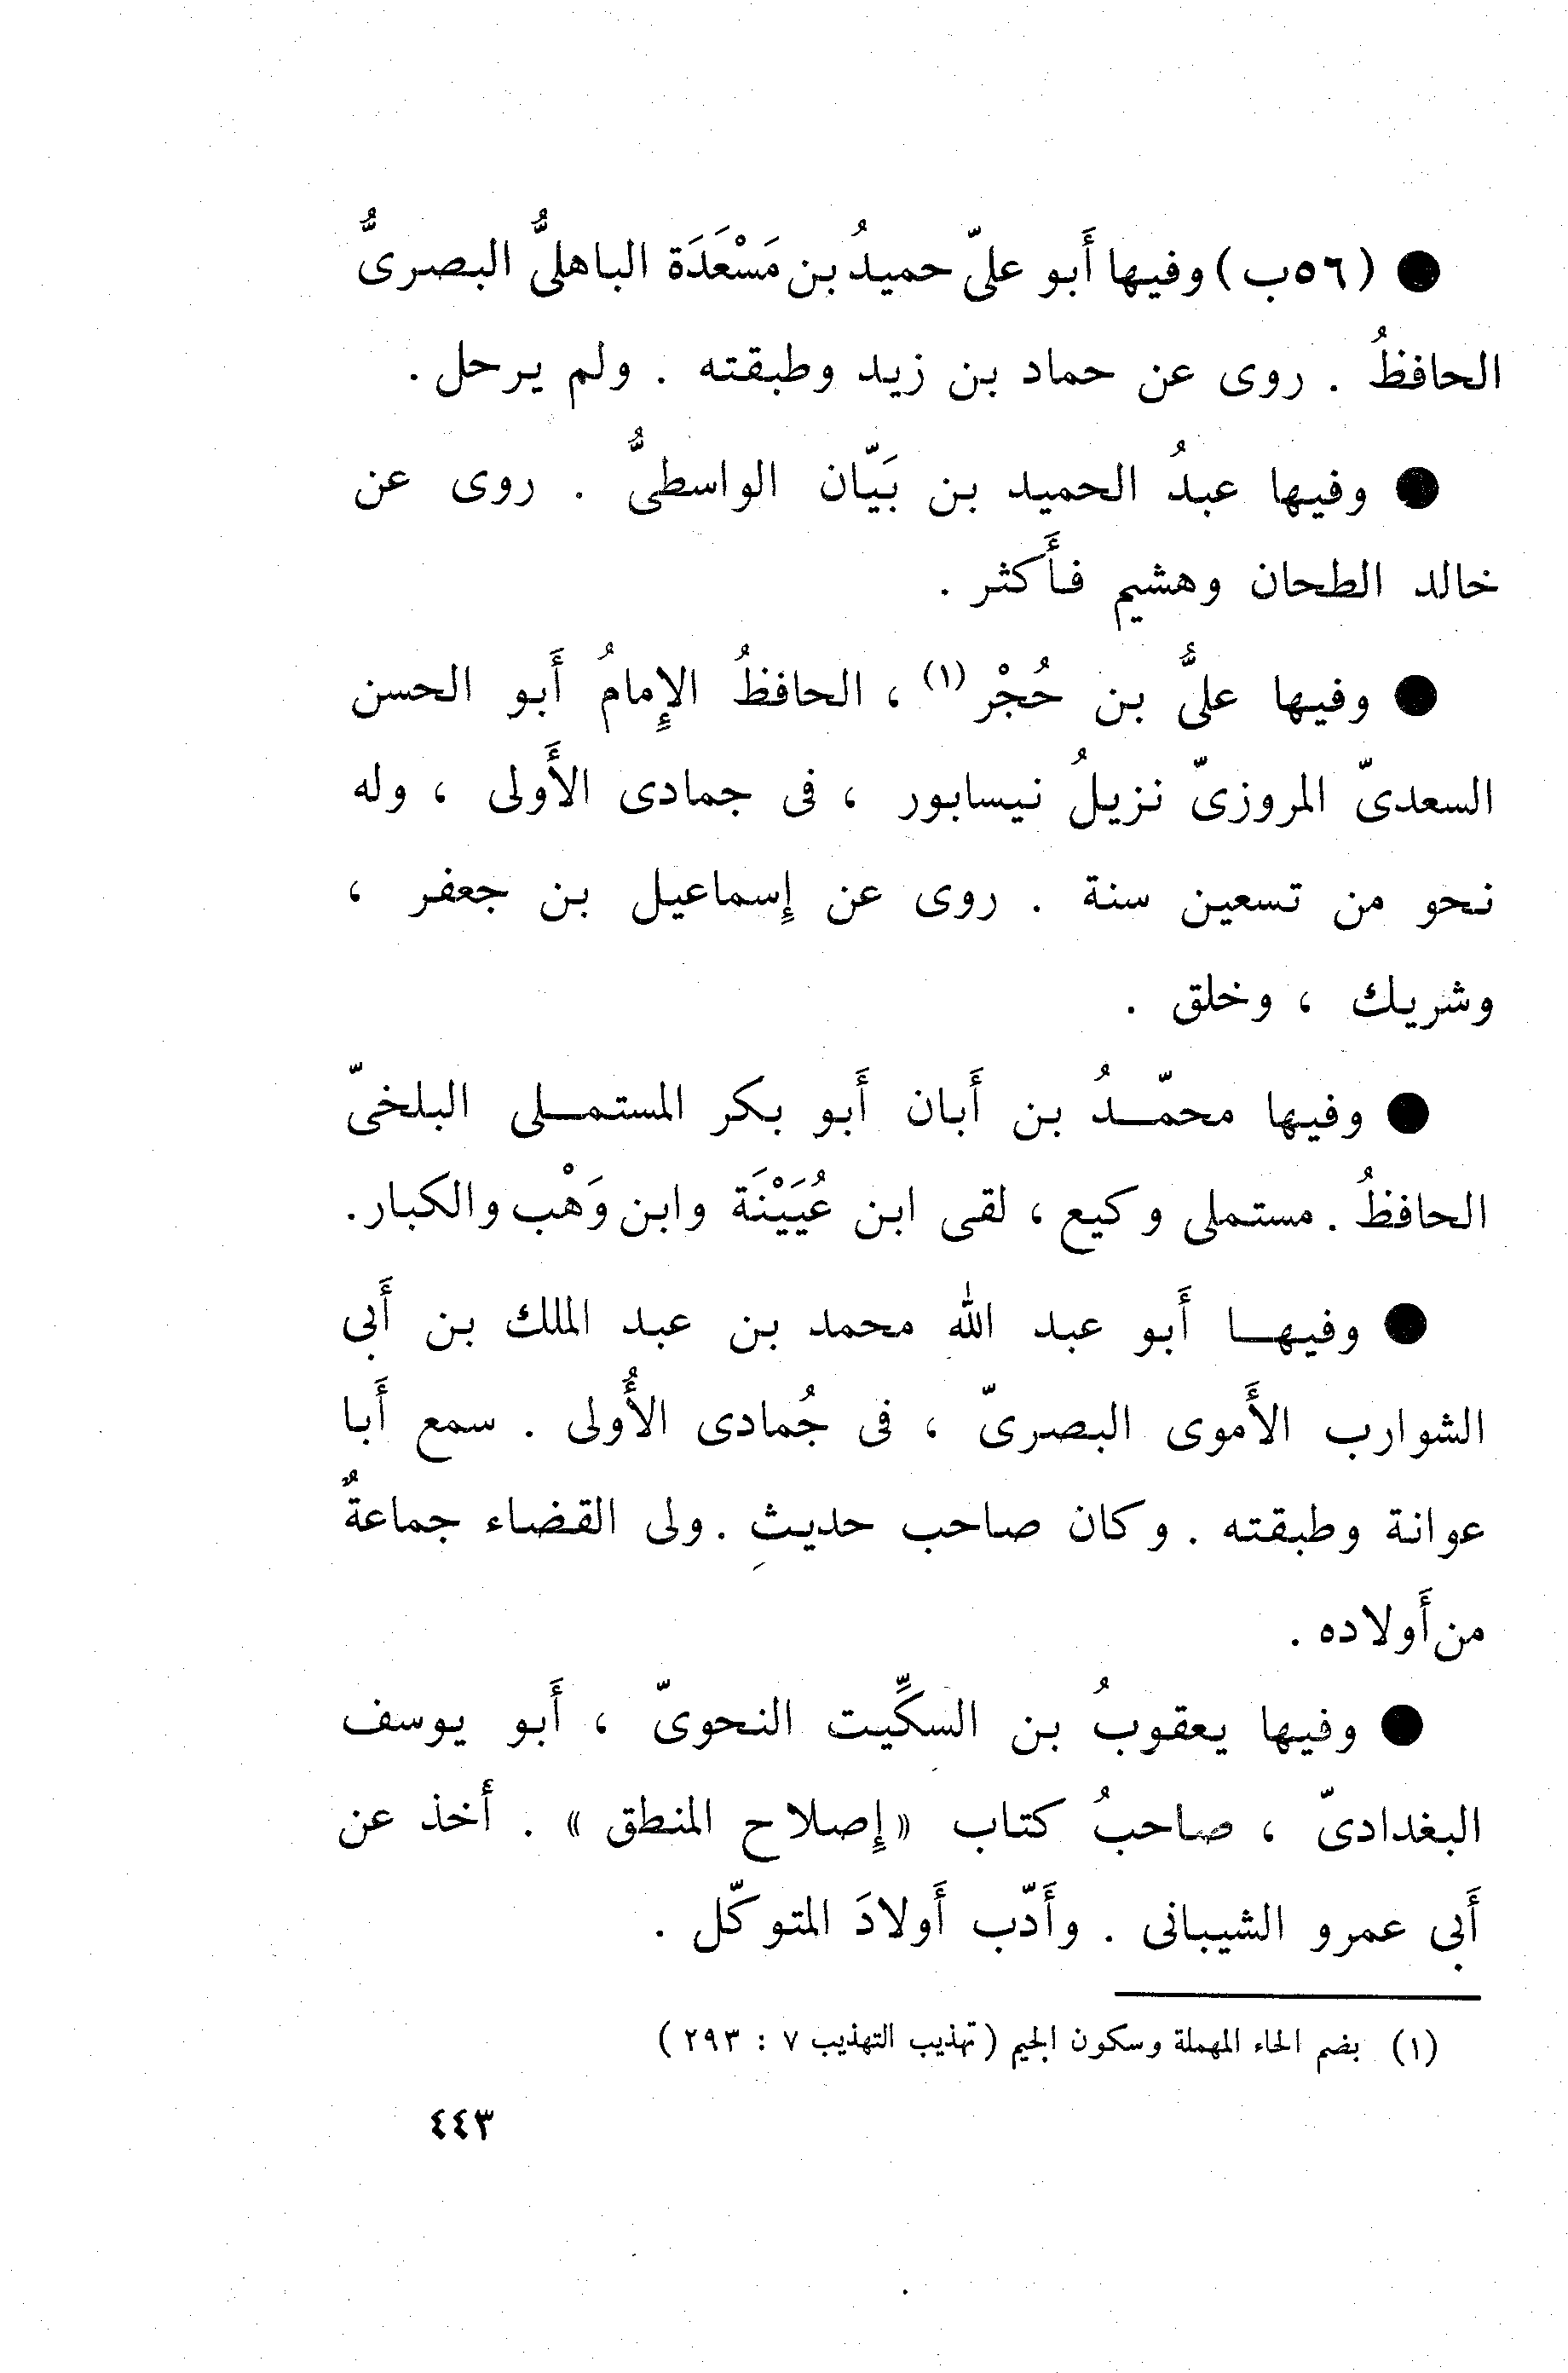 ● (٥٦ب) وفيها أَبو علىّ حميدُ بن مَسْعَدَة الباهلىُّ البصرىُّ
الحافظُ . روى عن حماد بن زيد وطبقته . ولم يرحل .
● وفيها عبدُ الحميد بن بَيّان الواسطىُّ . روى عن
خالد الطحان وهشيم فأَكثر .
● وفيها علىُّ بن حُجْر (١) ، الحافظُ الإِمامُ أَبو الحسن
السعدىّ المروزىّ نزيلُ نيسابور ، فى جمادى الأَولى ، وله
نحو من تسعين سنة . روى عن إِسماعيل بن جعفر ،
وشريك ، وخلق .
● وفيها محمّـدُ بن أَبان أَبو بكر المستمـلى البلخىّ
الحافظُ . مستملى وكيع ، لقى ابن عُيَيْنَة وابن وَهْب والكبار .
● وفيهـا أَبو عبد الله محمد بن عبد الملك بن أَبى
الشوارب الأَموى البصرىّ ، فى جُمادى الأُولى . سمع أَبا
عوانة وطبقته . وكان صاحب حديثٍ . ولى القضاء جماعةٌ
من أَولاده .
● وفيها يعقوبُ بن السكِّيت النحوىّ ، أَبو يوسف
البغدادىّ ، صاحبُ كتاب « إِصلاح المنطق » . أَخذ عن
أَبى عمرو الشيبانى . وأَدّب أَولادَ المتوكّل .
(١) بضم الحاء المهملة وسكون الجيم ( تهذيب التهذيب ٧ : ٢٩٣ )
٤٤٣